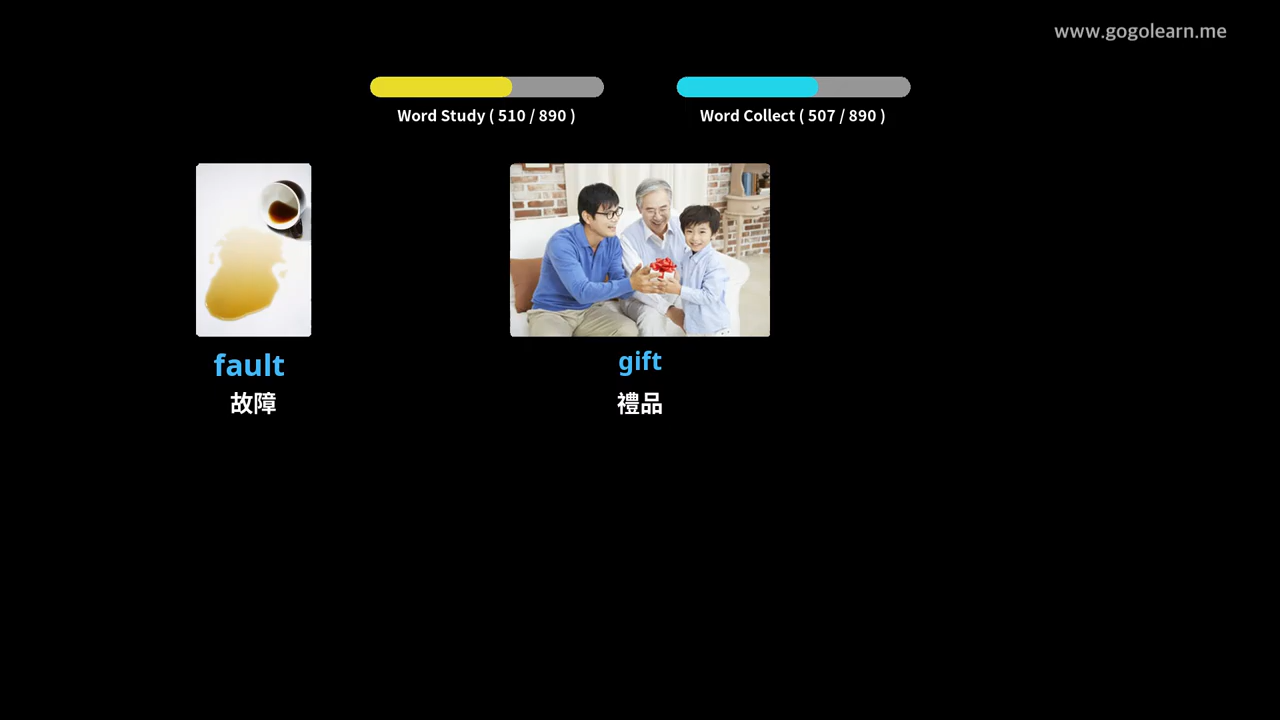 www.gogolearn.me
Word Study ( 510 / 890 )
Word Collect ( 507 / 890 )
fault
故障
gift
禮品